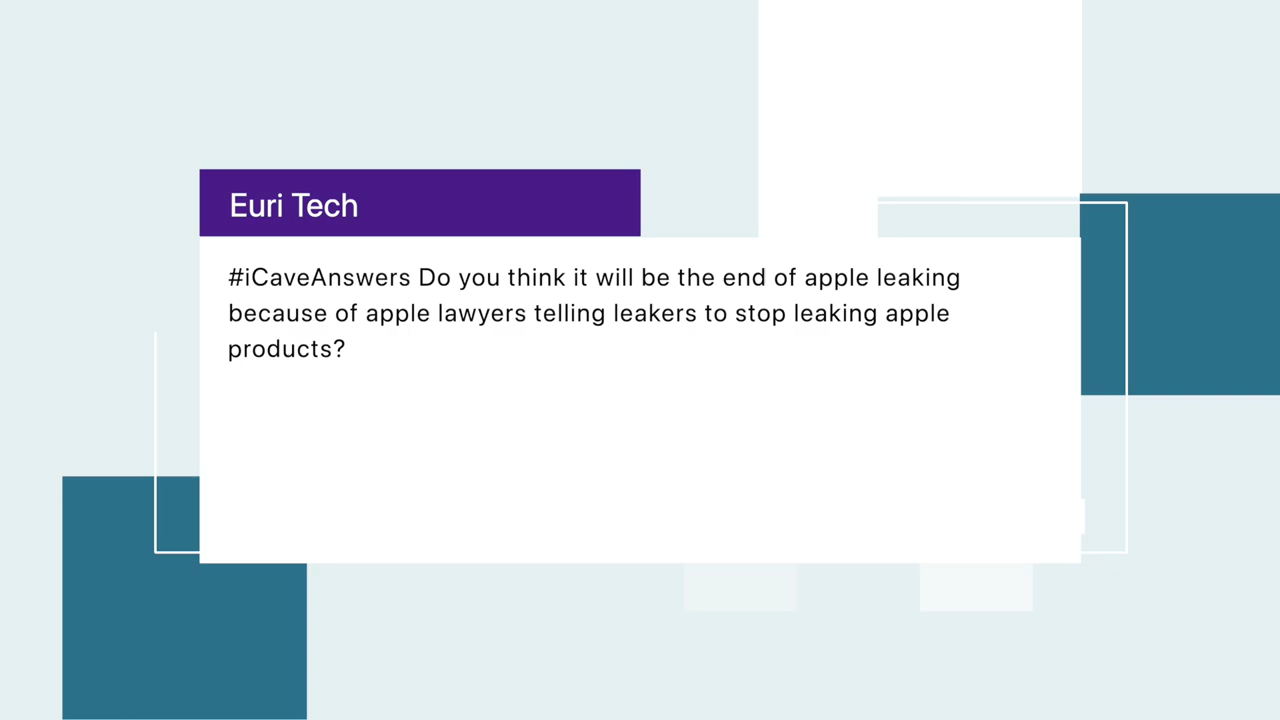 Euri Tech
#iCaveAnswers Do you think it will be the end of apple leaking
because of apple lawyers telling leakers to stop leaking apple
products?